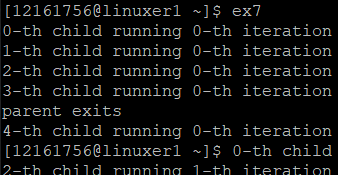 [12161756@linuxer1 ~]$ ex7
0-th child running 0-th iteration
1-th child running 0-th iteration
2-th child running 0-th iteration
3-th child running 0-th iteration
parent exits
4-th child running 0-th iteration
[12161756@linuxer1 ~]$ 0-th child
2-th child running 1-th iteration